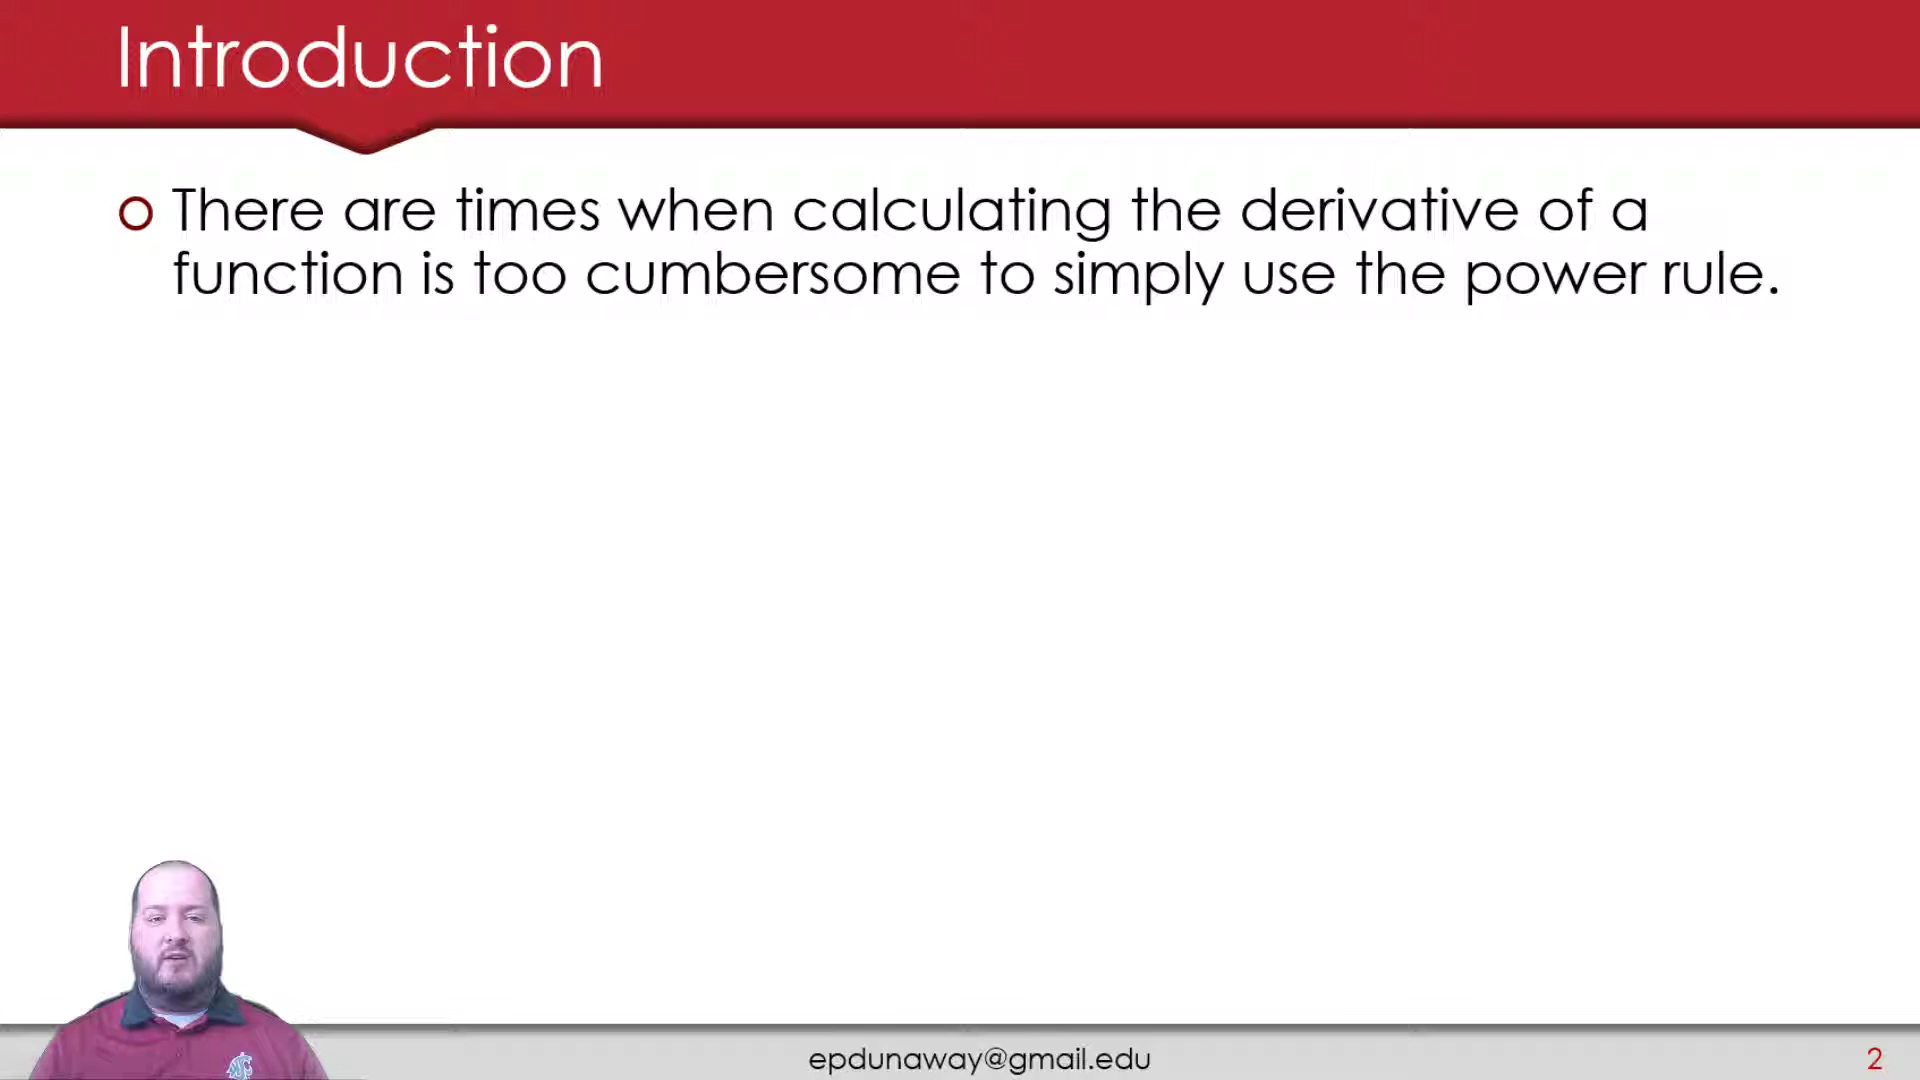 Introduction
There are times when calculating the derivative of a
function is too cumbersome to simply use the power rule.
epdunaway@gmail.edu
2